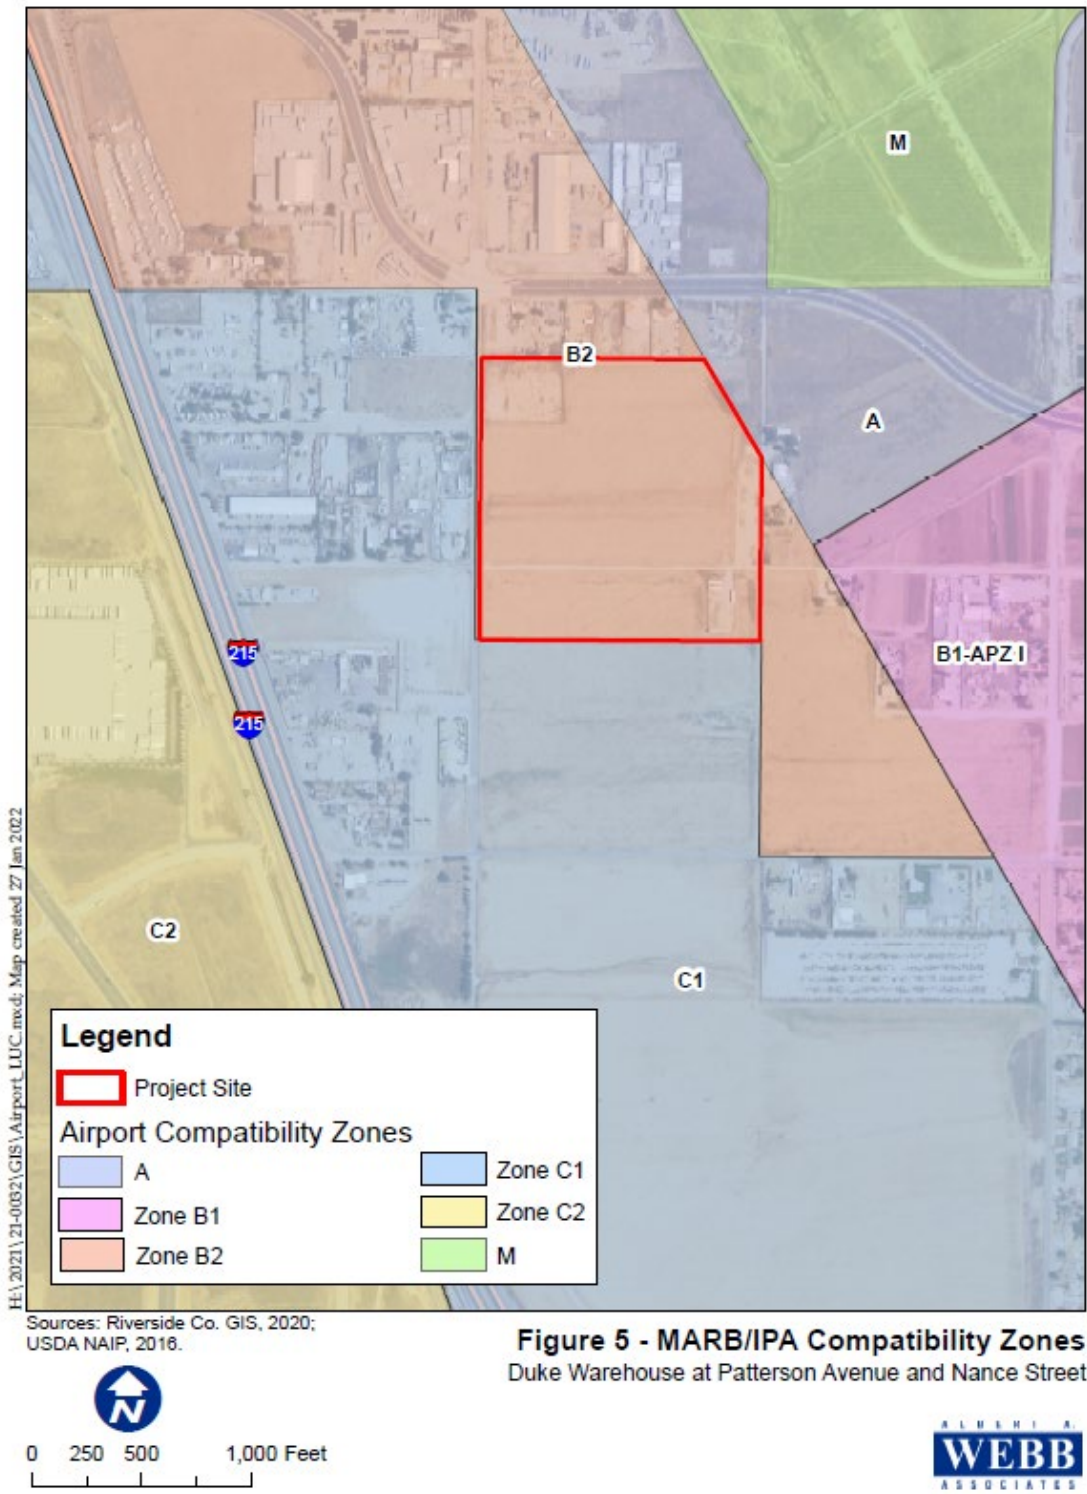 M
B2
A
B1-APZ I
215
215
C2
C1
H:\2021\21-0032\GIS\Airport_LUC.mxd; Map created 27 Jan 2022
Legend
Project Site
Airport Compatibility Zones
A
Zone B1
Zone B2
Zone C1
Zone C2
M
Sources: Riverside Co. GIS, 2020;
USDA NAIP, 2016.
Figure 5 - MARB/IPA Compatibility Zones
Duke Warehouse at Patterson Avenue and Nance Street
N
0 250 500 1,000 Feet
ALBERT A.
WEBB
ASSOCIATES